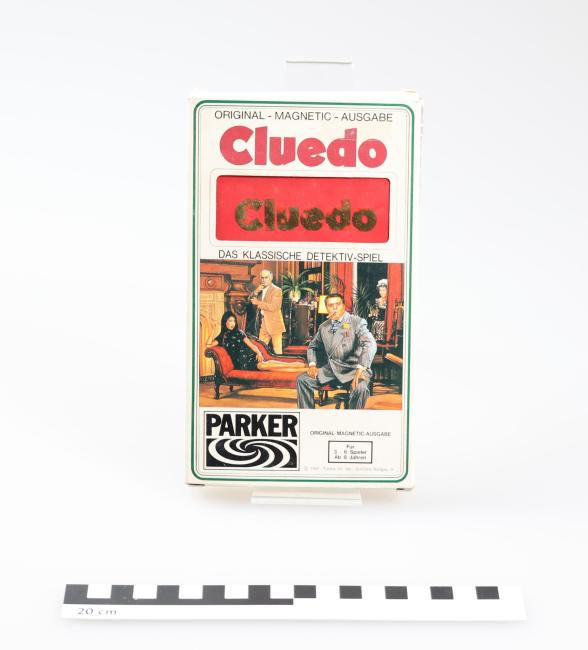 ORIGINAL - MAGNETIC - AUSGABE
Cluedo
Cluedo
DAS KLASSISCHE DETEKTIV-SPIEL
PARKER
ORIGINAL-MAGNETIC-AUSGABE
Für
3 - 6 Spieler
Ab 8 Jahren
20 cm